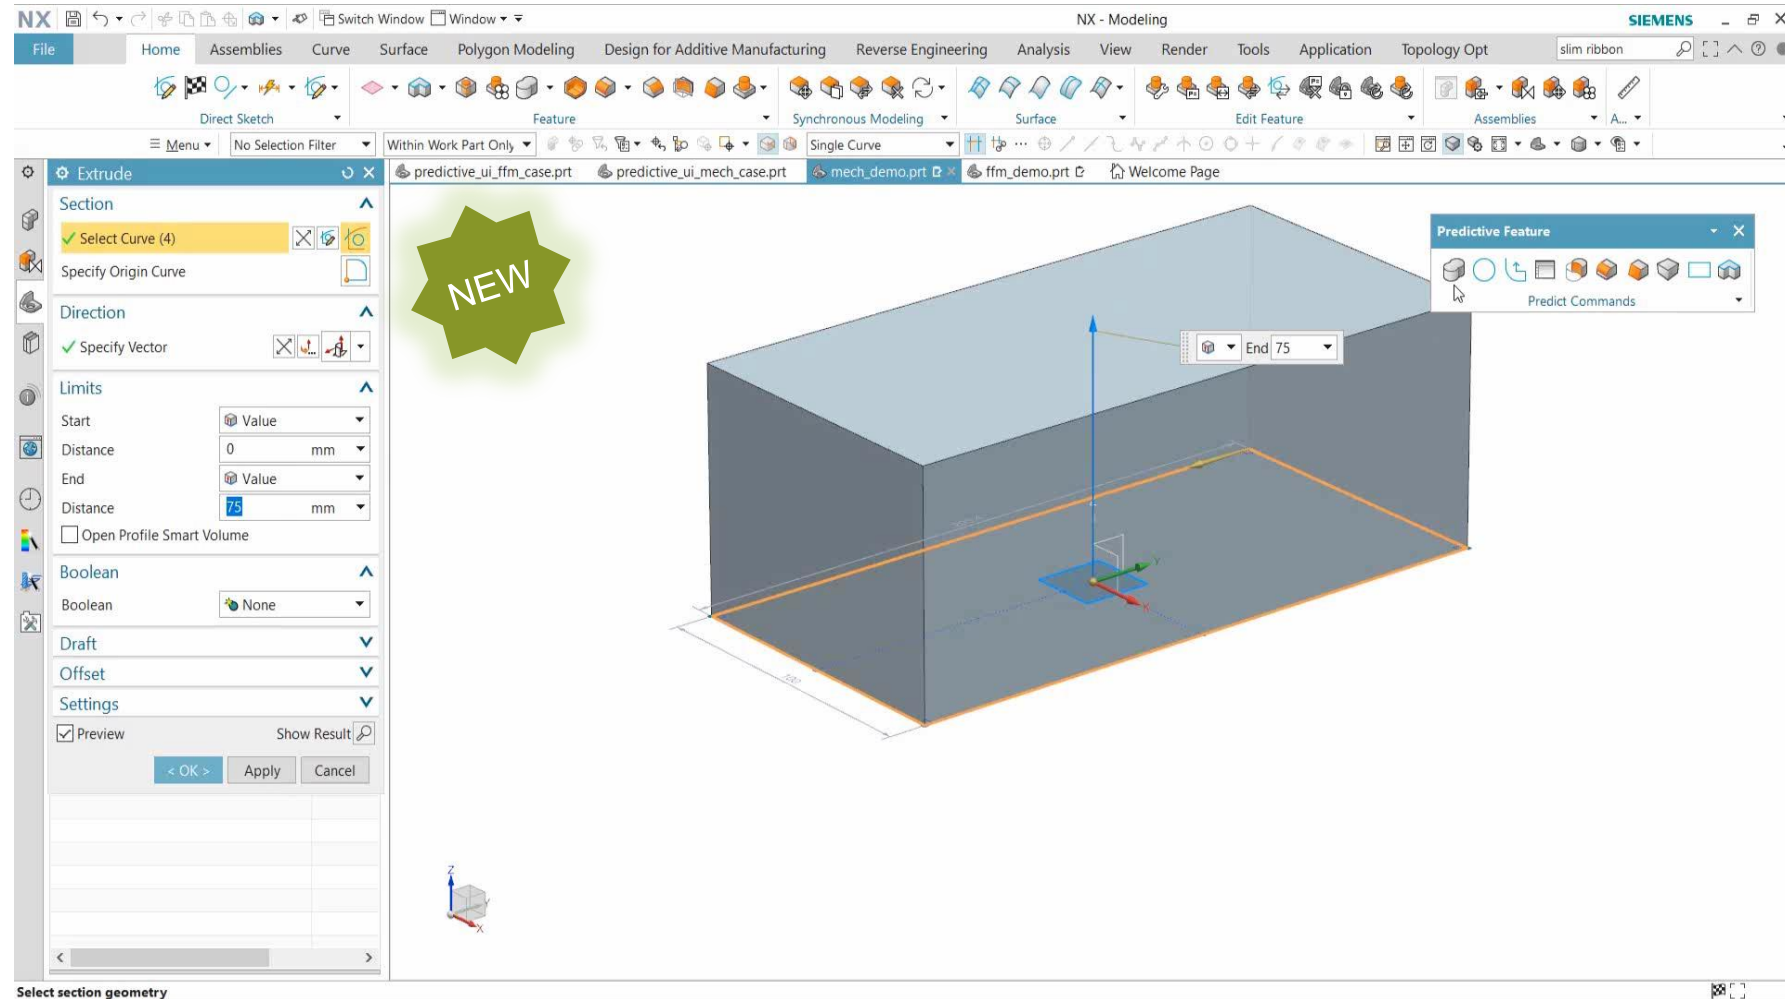 NX Switch Window Window NX - Modeling SIEMENS
File Home Assemblies Curve Surface Polygon Modeling Design for Additive Manufacturing Reverse Engineering Analysis View Render Tools Application Topology Opt slim ribbon
Direct Sketch Feature Synchronous Modeling Surface Edit Feature Assemblies A...
Menu No Selection Filter Within Work Part Only Single Curve
Extrude
predictive_ui_ffm_case.prt predictive_ui_mech_case.prt mech_demo.prt ffm_demo.prt Welcome Page
Section
Select Curve (4)
Specify Origin Curve
Direction
Specify Vector
Limits
Start Value
Distance 0 mm
End Value
Distance 75 mm
Open Profile Smart Volume
Boolean
Boolean None
Draft
Offset
Settings
Preview Show Result
< OK > Apply Cancel
NEW
Predictive Feature
Predict Commands
End 75
Y
X
100
Z
Y
X
Select section geometry